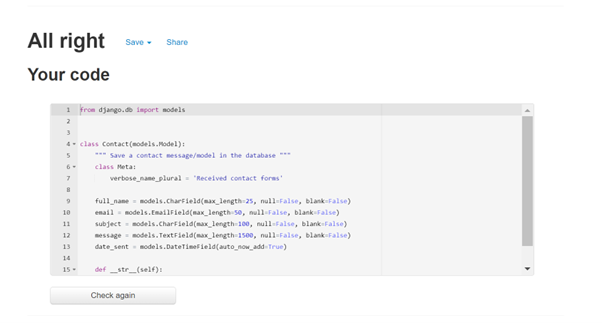 All right
Save
Share
Your code
1 from django.db import models
2
3
4 class Contact(models.Model):
5     """ Save a contact message/model in the database """
6     class Meta:
7         verbose_name_plural = 'Received contact forms'
8
9     full_name = models.CharField(max_length=25, null=False, blank=False)
10     email = models.EmailField(max_length=50, null=False, blank=False)
11     subject = models.CharField(max_length=100, null=False, blank=False)
12     message = models.TextField(max_length=1500, null=False, blank=False)
13     date_sent = models.DateTimeField(auto_now_add=True)
14
15     def __str__(self):
Check again